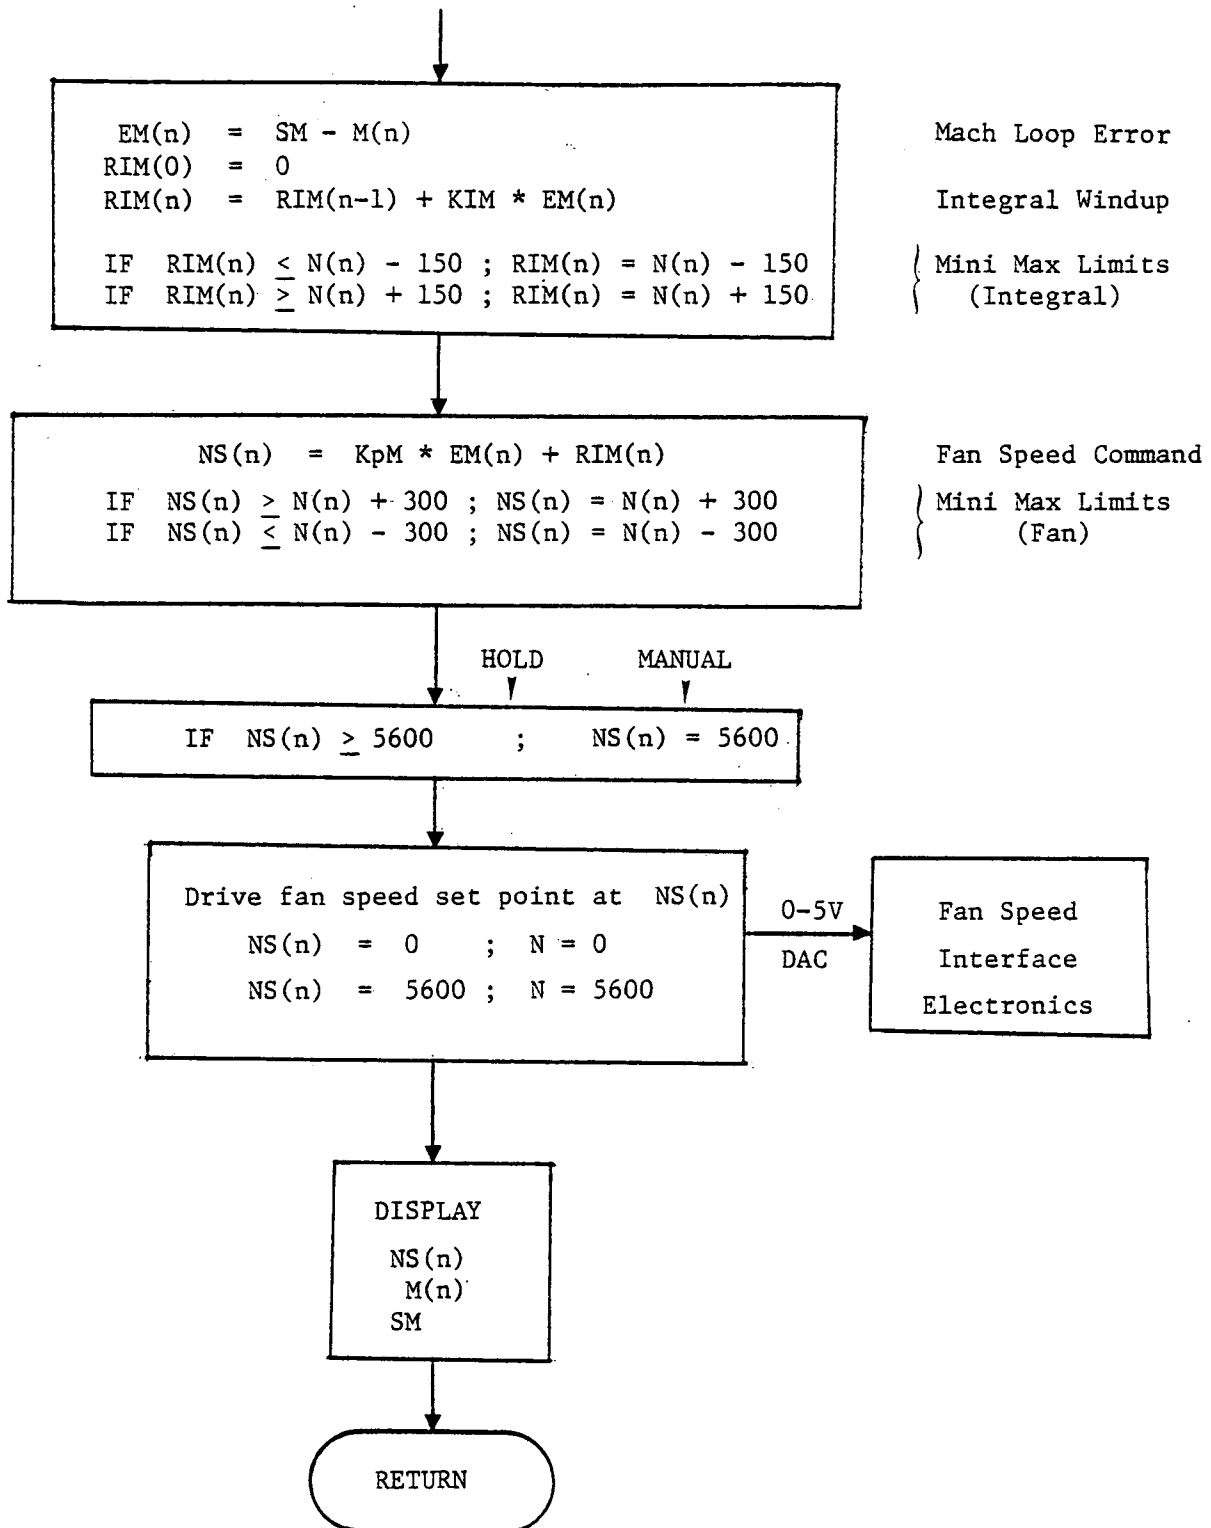 EM(n) = SM - M(n)
Mach Loop Error
RIM(0) = 0
RIM(n) = RIM(n-1) + KIM * EM(n)
Integral Windup
IF RIM(n) ≤ N(n) - 150 ; RIM(n) = N(n) - 150
Mini Max Limits
IF RIM(n) ≥ N(n) + 150 ; RIM(n) = N(n) + 150
(Integral)
NS(n) = KpM * EM(n) + RIM(n)
Fan Speed Command
IF NS(n) ≥ N(n) + 300 ; NS(n) = N(n) + 300
Mini Max Limits
IF NS(n) ≤ N(n) - 300 ; NS(n) = N(n) - 300
(Fan)
HOLD MANUAL
IF NS(n) ≥ 5600 ; NS(n) = 5600
Drive fan speed set point at NS(n)
NS(n) = 0 ; N = 0
NS(n) = 5600 ; N = 5600
0-5V
DAC
Fan Speed
Interface
Electronics
DISPLAY
NS(n)
M(n)
SM
RETURN